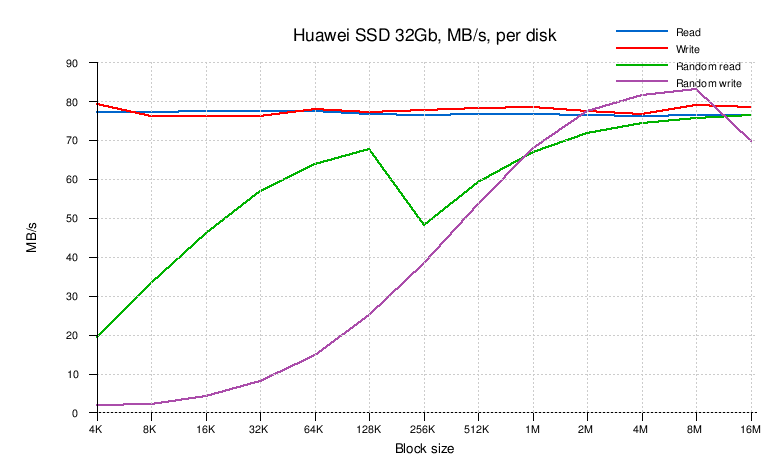 Huawei SSD 32Gb, MB/s, per disk
Read
Write
Random read
Random write
90
80
70
60
50
40
30
20
10
0
MB/s
4K 8K 16K 32K 64K 128K 256K 512K 1M 2M 4M 8M 16M
Block size